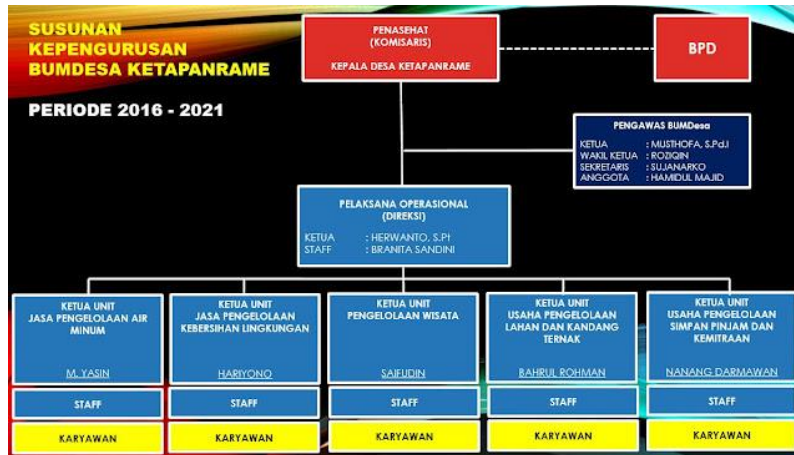 SUSUNAN
KEPENGURUSAN
BUMDESA KETAPANRAME
PERIODE 2016 - 2021
PENASEHAT
(KOMISARIS)
KEPALA DESA KETAPANRAME
BPD
PENGAWAS BUMDesa
KETUA : MUSTHOFA, S.Pd.I
WAKIL KETUA : ROZIQIN
SEKRETARIS : SUJANARKO
ANGGOTA : HAMIDUL MAJID
PELAKSANA OPERASIONAL
(DIREKSI)
KETUA : HERWANTO, S.Pt
STAFF : BRANITA SANDINI
KETUA UNIT
JASA PENGELOLAAN AIR
MINUM
M. YASIN
STAFF
KARYAWAN
KETUA UNIT
JASA PENGELOLAAN
KEBERSIHAN LINGKUNGAN
HARIYONO
STAFF
KARYAWAN
KETUA UNIT
PENGELOLAAN WISATA
SAIFUDIN
STAFF
KARYAWAN
KETUA UNIT
USAHA PENGELOLAAN
LAHAN DAN KANDANG
TERNAK
BAHRUL ROHMAN
STAFF
KARYAWAN
KETUA UNIT
USAHA PENGELOLAAN
SIMPAN PINJAM DAN
KEMITRAAN
NANANG DARMAWAN
STAFF
KARYAWAN